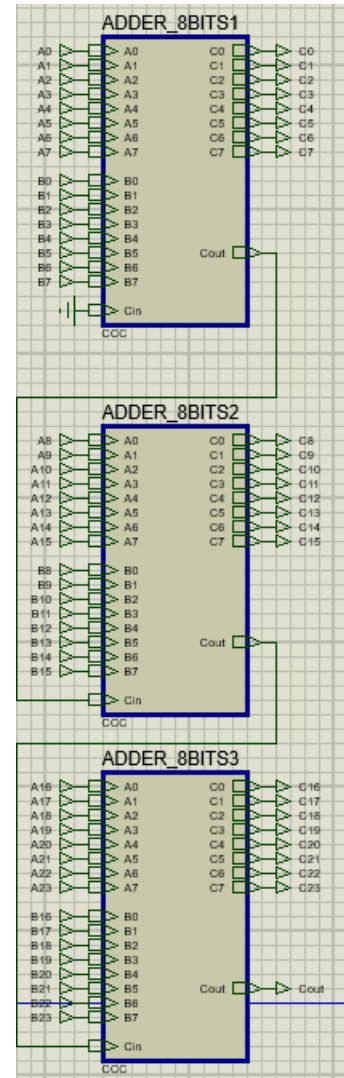 ADDER_8BITS1
A0 A0 C0 C0
A1 A1 C1 C1
A2 A2 C2 C2
A3 A3 C3 C3
A4 A4 C4 C4
A5 A5 C5 C5
A6 A6 C6 C6
A7 A7 C7 C7
B0 B0
B1 B1
B2 B2
B3 B3
B4 B4
B5 B5 Cout
B6 B6
B7 B7
Cin
COC
ADDER_8BITS2
A8 A0 C0 C8
A9 A1 C1 C9
A10 A2 C2 C10
A11 A3 C3 C11
A12 A4 C4 C12
A13 A5 C5 C13
A14 A6 C6 C14
A15 A7 C7 C15
B8 B0
B9 B1
B10 B2
B11 B3
B12 B4
B13 B5 Cout
B14 B6
B15 B7
Cin
COC
ADDER_8BITS3
A16 A0 C0 C16
A17 A1 C1 C17
A18 A2 C2 C18
A19 A3 C3 C19
A20 A4 C4 C20
A21 A5 C5 C21
A22 A6 C6 C22
A23 A7 C7 C23
B16 B0
B17 B1
B18 B2
B19 B3
B20 B4
B21 B5 Cout Cout
B22 B6
B23 B7
Cin
COC